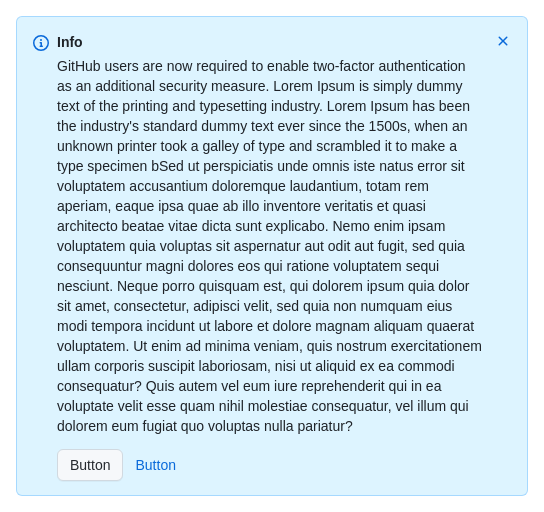 Info
GitHub users are now required to enable two-factor authentication
as an additional security measure. Lorem Ipsum is simply dummy
text of the printing and typesetting industry. Lorem Ipsum has been
the industry's standard dummy text ever since the 1500s, when an
unknown printer took a galley of type and scrambled it to make a
type specimen bSed ut perspiciatis unde omnis iste natus error sit
voluptatem accusantium doloremque laudantium, totam rem
aperiam, eaque ipsa quae ab illo inventore veritatis et quasi
architecto beatae vitae dicta sunt explicabo. Nemo enim ipsam
voluptatem quia voluptas sit aspernatur aut odit aut fugit, sed quia
consequuntur magni dolores eos qui ratione voluptatem sequi
nesciunt. Neque porro quisquam est, qui dolorem ipsum quia dolor
sit amet, consectetur, adipisci velit, sed quia non numquam eius
modi tempora incidunt ut labore et dolore magnam aliquam quaerat
voluptatem. Ut enim ad minima veniam, quis nostrum exercitationem
ullam corporis suscipit laboriosam, nisi ut aliquid ex ea commodi
consequatur? Quis autem vel eum iure reprehenderit qui in ea
voluptate velit esse quam nihil molestiae consequatur, vel illum qui
dolorem eum fugiat quo voluptas nulla pariatur?
Button Button